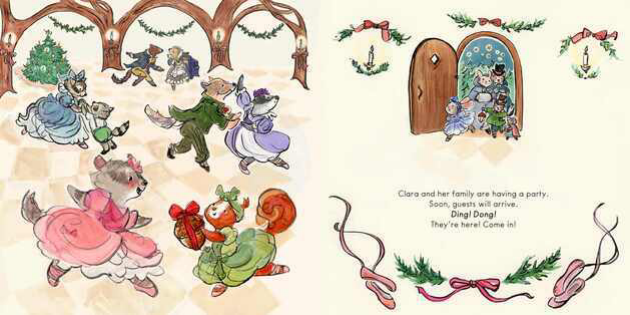 Clara and her family are having a party.
Soon, guests will arrive.
Ding! Dong!
They're here! Come in!